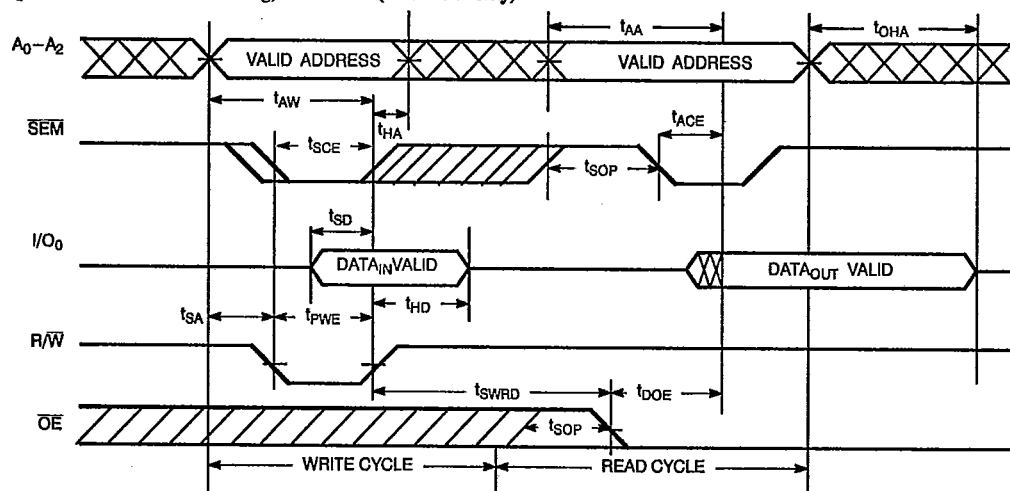 A0–A2
VALID ADDRESS
VALID ADDRESS
tAA
tOHA
tAW
tHA
SEM
tSCE
tSOP
tACE
I/O0
tSD
DATAIN VALID
DATAOUT VALID
tHD
tSA
tPWE
R/W
tSWRD
tDOE
OE
tSOP
WRITE CYCLE
READ CYCLE